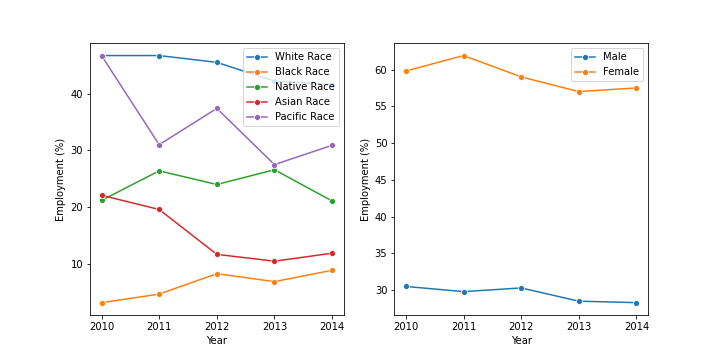 White Race
Black Race
Native Race
Asian Race
Pacific Race
Employment (%)
40
30
20
10
2010 2011 2012 2013 2014
Year
Male
Female
Employment (%)
60
55
50
45
40
35
30
2010 2011 2012 2013 2014
Year